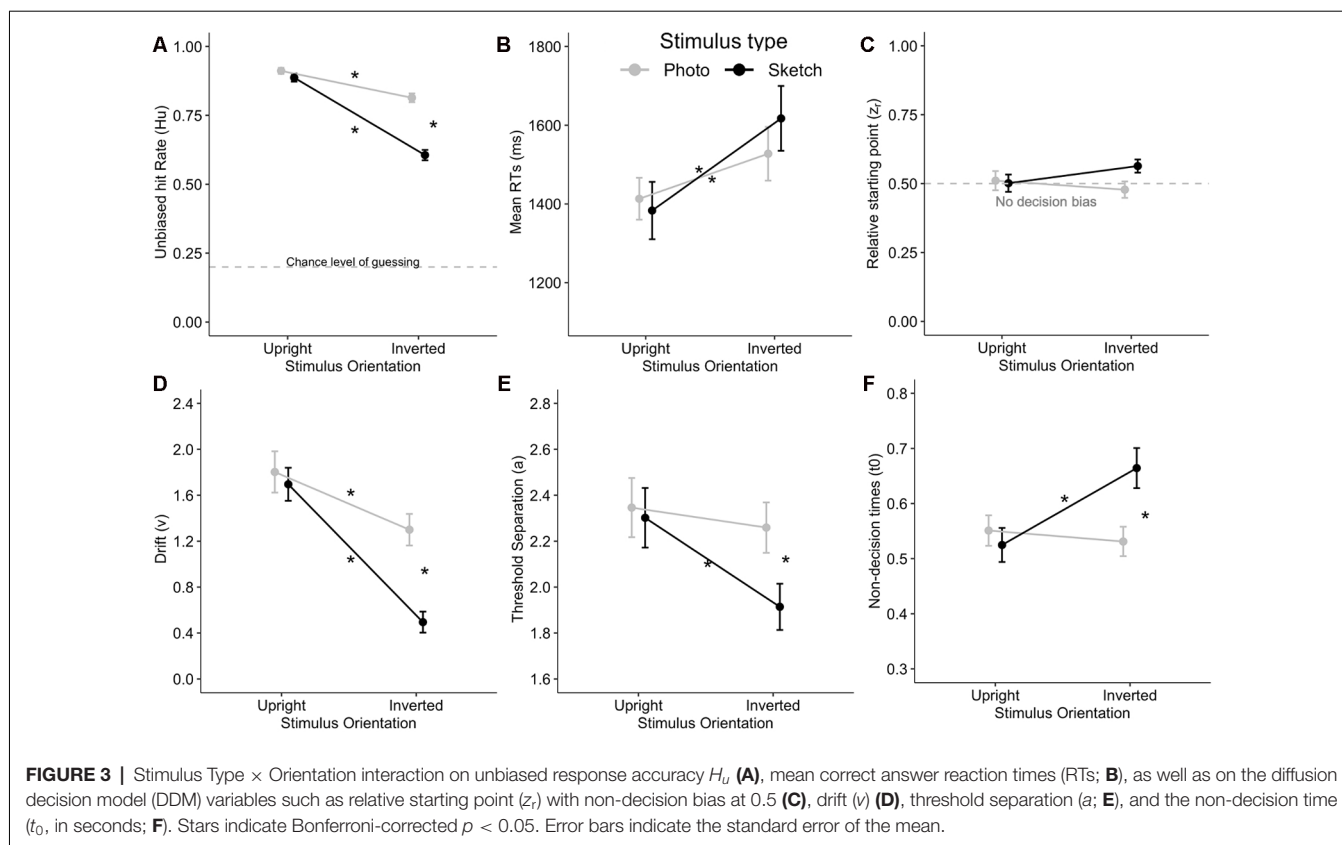 A
1.00
0.75
0.50
0.25
0.00
Unbiased hit Rate (Hu)
*
*
*
Chance level of guessing
Upright
Inverted
Stimulus Orientation
B
1800
1600
1400
1200
Mean RTs (ms)
Stimulus type
Photo Sketch
*
*
Upright
Inverted
Stimulus Orientation
C
1.00
0.75
0.50
0.25
0.00
Relative starting point (zr)
No decision bias
Upright
Inverted
Stimulus Orientation
D
2.4
2.0
1.6
1.2
0.8
0.4
0.0
Drift (v)
*
*
*
Upright
Inverted
Stimulus Orientation
E
2.8
2.6
2.4
2.2
2.0
1.8
1.6
Threshold Separation (a)
*
*
Upright
Inverted
Stimulus Orientation
F
0.8
0.7
0.6
0.5
0.4
0.3
Non-decision times (t0)
*
*
Upright
Inverted
Stimulus Orientation
FIGURE 3 | Stimulus Type × Orientation interaction on unbiased response accuracy Hu (A), mean correct answer reaction times (RTs; B), as well as on the diffusion
decision model (DDM) variables such as relative starting point (zr) with non-decision bias at 0.5 (C), drift (v) (D), threshold separation (a; E), and the non-decision time
(t0, in seconds; F). Stars indicate Bonferroni-corrected p < 0.05. Error bars indicate the standard error of the mean.